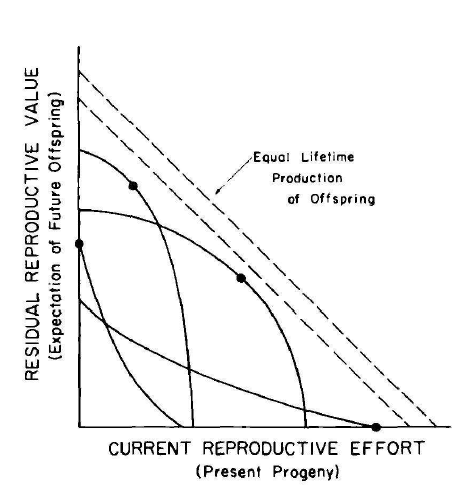 RESIDUAL REPRODUCTIVE VALUE
(Expectation of Future Offspring)
Equal Lifetime
Production
of Offspring
CURRENT REPRODUCTIVE EFFORT
(Present Progeny)